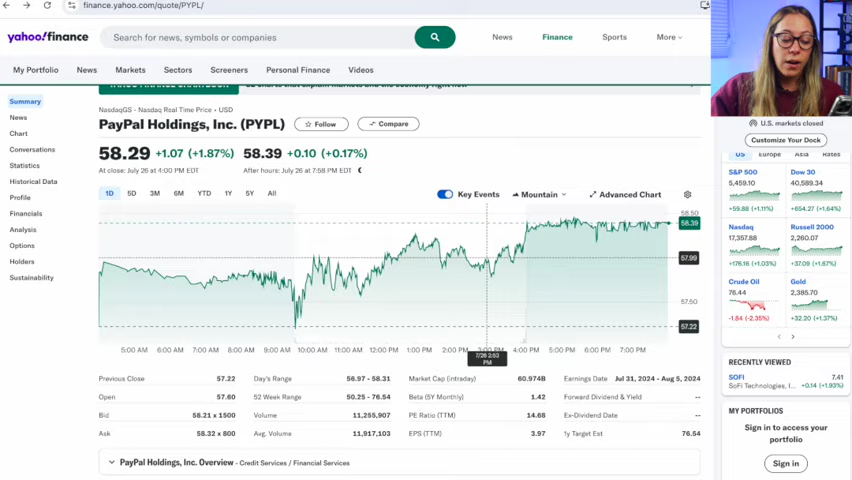 finance.yahoo.com/quote/PYPL/
yahoo!finance
Search for news, symbols or companies
News
Finance
Sports
More
My Portfolio
News
Markets
Sectors
Screeners
Personal Finance
Videos
Summary
News
Chart
Conversations
Statistics
Historical Data
Profile
Financials
Analysis
Options
Holders
Sustainability
NasdaqGS - Nasdaq Real Time Price • USD
PayPal Holdings, Inc. (PYPL)
Follow
Compare
58.29 +1.07 (+1.87%)
58.39 +0.10 (+0.17%)
At close: July 26 at 4:00 PM EDT
After hours: July 26 at 7:58 PM EDT
1D
5D
3M
6M
YTD
1Y
5Y
All
Key Events
Mountain
Advanced Chart
58.50
58.39
57.99
57.50
57.22
5:00 AM
6:00 AM
7:00 AM
8:00 AM
9:00 AM
10:00 AM
11:00 AM
12:00 PM
1:00 PM
2:00 PM
3:00 PM
4:00 PM
5:00 PM
6:00 PM
7:00 PM
7/26 2:53
PM
Previous Close 57.22
Day's Range 56.97 - 58.31
Market Cap (intraday) 60.974B
Earnings Date Jul 31, 2024 - Aug 5, 2024
Open 57.60
52 Week Range 50.25 - 76.54
Beta (5Y Monthly) 1.42
Forward Dividend & Yield --
Bid 58.21 x 1500
Volume 11,255,907
PE Ratio (TTM) 14.68
Ex-Dividend Date --
Ask 58.32 x 800
Avg. Volume 11,917,103
EPS (TTM) 3.97
1y Target Est 76.54
PayPal Holdings, Inc. Overview - Credit Services / Financial Services
U.S. markets closed
Customize Your Dock
US
Europe
Asia
Rates
S&P 500
5,459.10
+59.88 (+1.11%)
Dow 30
40,589.34
+654.27 (+1.64%)
Nasdaq
17,357.88
+176.16 (+1.03%)
Russell 2000
2,260.07
+37.09 (+1.67%)
Crude Oil
76.44
-1.84 (-2.35%)
Gold
2,385.70
+32.20 (+1.37%)
RECENTLY VIEWED
SOFI 7.41
SoFi Technologies, I... +0.14 (+1.93%)
MY PORTFOLIOS
Sign in to access your
portfolio
Sign in